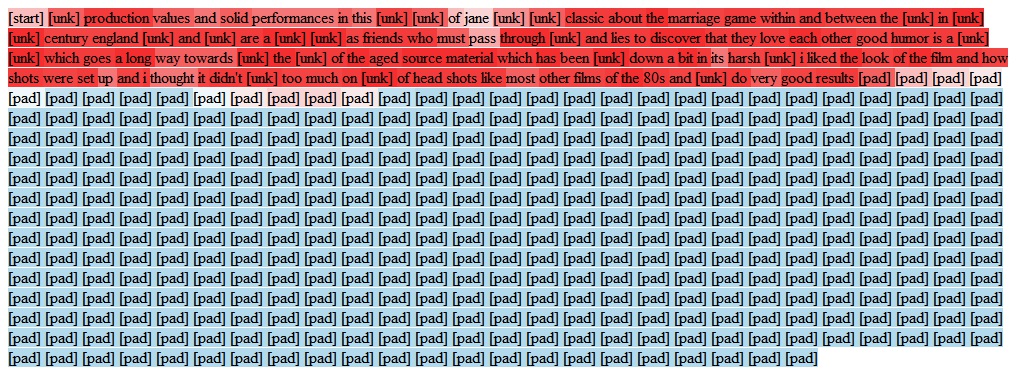 [start] [unk] production values and solid performances in this [unk] [unk] of jane [unk] [unk] classic about the marriage game within and between the [unk] in [unk]
[unk] century england [unk] and [unk] are a [unk] [unk] as friends who must pass through [unk] and lies to discover that they love each other good humor is a [unk]
[unk] which goes a long way towards [unk] the [unk] of the aged source material which has been [unk] down a bit in its harsh [unk] i liked the look of the film and how
shots were set up and i thought it didn't [unk] too much on [unk] of head shots like most other films of the 80s and [unk] do very good results [pad] [pad] [pad] [pad]
[pad] [pad] [pad] [pad] [pad] [pad] [pad] [pad] [pad] [pad] [pad] [pad] [pad] [pad] [pad] [pad] [pad] [pad] [pad] [pad] [pad] [pad] [pad] [pad] [pad] [pad] [pad]
[pad] [pad] [pad] [pad] [pad] [pad] [pad] [pad] [pad] [pad] [pad] [pad] [pad] [pad] [pad] [pad] [pad] [pad] [pad] [pad] [pad] [pad] [pad] [pad] [pad] [pad] [pad]
[pad] [pad] [pad] [pad] [pad] [pad] [pad] [pad] [pad] [pad] [pad] [pad] [pad] [pad] [pad] [pad] [pad] [pad] [pad] [pad] [pad] [pad] [pad] [pad] [pad] [pad] [pad]
[pad] [pad] [pad] [pad] [pad] [pad] [pad] [pad] [pad] [pad] [pad] [pad] [pad] [pad] [pad] [pad] [pad] [pad] [pad] [pad] [pad] [pad] [pad] [pad] [pad] [pad] [pad]
[pad] [pad] [pad] [pad] [pad] [pad] [pad] [pad] [pad] [pad] [pad] [pad] [pad] [pad] [pad] [pad] [pad] [pad] [pad] [pad] [pad] [pad] [pad] [pad] [pad] [pad] [pad]
[pad] [pad] [pad] [pad] [pad] [pad] [pad] [pad] [pad] [pad] [pad] [pad] [pad] [pad] [pad] [pad] [pad] [pad] [pad] [pad] [pad] [pad] [pad] [pad] [pad] [pad] [pad]
[pad] [pad] [pad] [pad] [pad] [pad] [pad] [pad] [pad] [pad] [pad] [pad] [pad] [pad] [pad] [pad] [pad] [pad] [pad] [pad] [pad] [pad] [pad] [pad] [pad] [pad] [pad]
[pad] [pad] [pad] [pad] [pad] [pad] [pad] [pad] [pad] [pad] [pad] [pad] [pad] [pad] [pad] [pad] [pad] [pad] [pad] [pad] [pad] [pad] [pad] [pad] [pad] [pad] [pad]
[pad] [pad] [pad] [pad] [pad] [pad] [pad] [pad] [pad] [pad] [pad] [pad] [pad] [pad] [pad] [pad] [pad] [pad] [pad] [pad] [pad] [pad] [pad] [pad] [pad] [pad] [pad]
[pad] [pad] [pad] [pad] [pad] [pad] [pad] [pad] [pad] [pad] [pad] [pad] [pad] [pad] [pad] [pad] [pad] [pad] [pad] [pad] [pad] [pad] [pad] [pad] [pad] [pad] [pad]
[pad] [pad] [pad] [pad] [pad] [pad] [pad] [pad] [pad] [pad] [pad] [pad] [pad] [pad] [pad] [pad] [pad] [pad] [pad] [pad] [pad] [pad] [pad] [pad] [pad] [pad] [pad]
[pad] [pad] [pad] [pad] [pad] [pad] [pad] [pad] [pad] [pad] [pad] [pad] [pad] [pad] [pad] [pad] [pad] [pad] [pad] [pad] [pad] [pad] [pad] [pad] [pad] [pad] [pad]
[pad] [pad] [pad] [pad] [pad] [pad] [pad] [pad] [pad] [pad] [pad] [pad] [pad] [pad] [pad] [pad] [pad] [pad] [pad] [pad] [pad] [pad] [pad] [pad] [pad] [pad] [pad]
[pad] [pad] [pad] [pad] [pad] [pad] [pad] [pad] [pad] [pad] [pad] [pad] [pad] [pad] [pad] [pad] [pad] [pad] [pad] [pad] [pad] [pad]